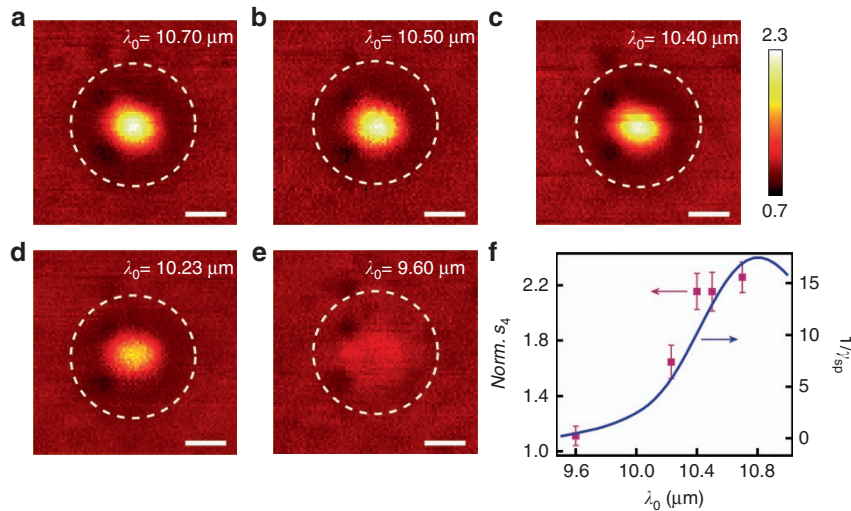 a
λ₀= 10.70 μm
b
λ₀= 10.50 μm
c
λ₀= 10.40 μm
2.3
0.7
d
λ₀= 10.23 μm
e
λ₀= 9.60 μm
f
Norm. s₄
2.2
1.8
1.4
1.0
15
10
5
0
1/γsp
9.6
10.0
10.4
10.8
λ₀ (μm)